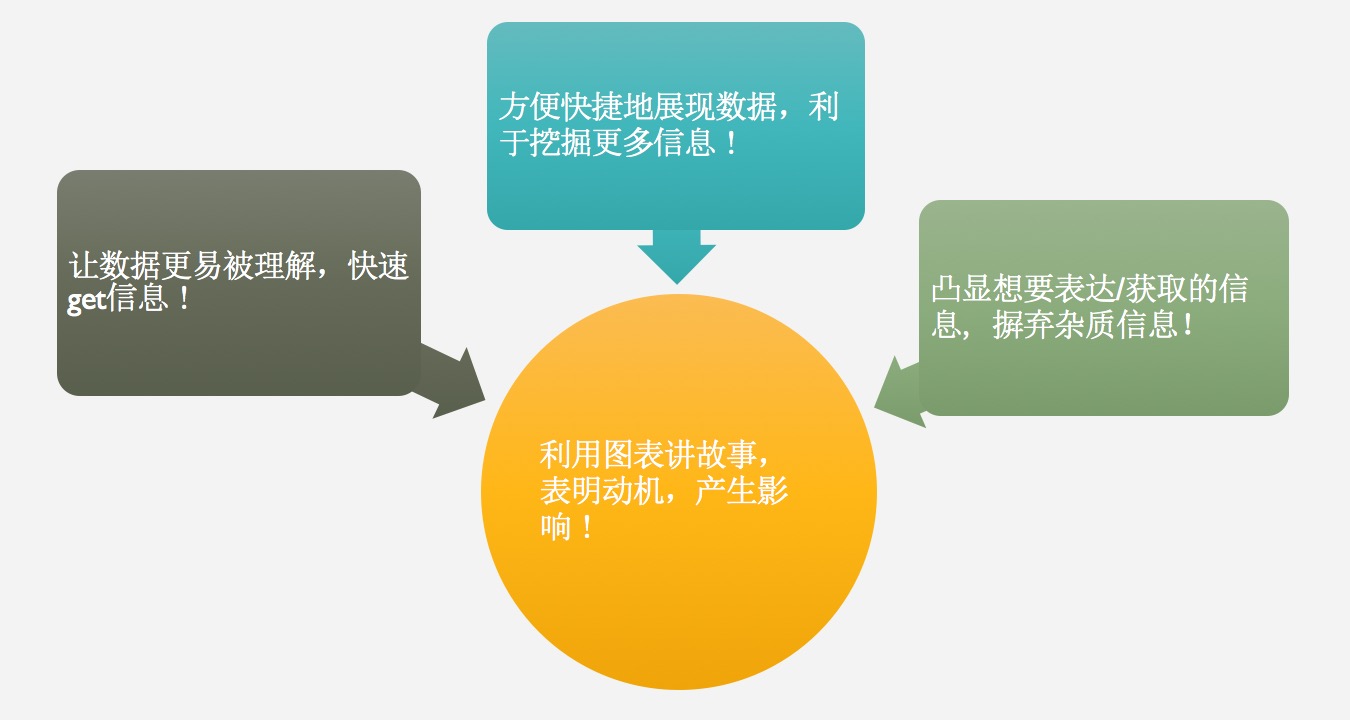 方便快捷地展现数据，利
于挖掘更多信息！
让数据更易被理解，快速
get信息！
凸显想要表达/获取的信
息，摒弃杂质信息！
利用图表讲故事，
表明动机，产生影
响！